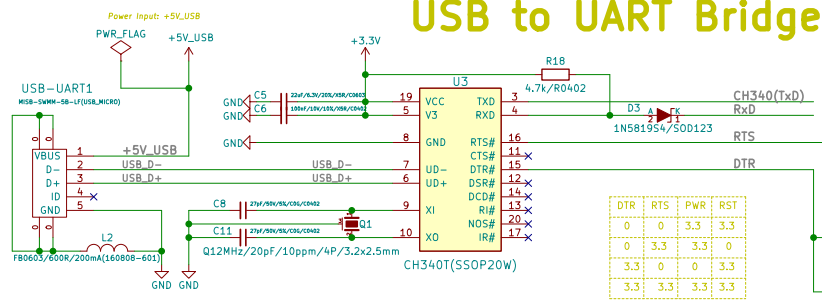 USB to UART Bridge
Power Input: +5V_USB
PWR_FLAG
+5V_USB
+3.3V
R18
4.7k/R0402
USB-UART1
MISB-SWMM-5B-LF(USB_MICRO)
C5
22uF/6.3V/20%/X5R/C0603
GND
C6
100nF/10V/10%/X5R/C0402
GND
U3
19 VCC TXD 3
CH340(TxD)
5 V3 RXD 4
RxD
D3
A K
2 1
1N5819S4/SOD123
8 GND RTS# 16
RTS
GND
CTS# 11
7 UD- DTR# 15
DTR
6 UD+ DSR# 12
DCD# 14
9 XI RI# 13
NOS# 20
10 XO IR# 17
CH340T(SSOP20W)
0 0
VBUS 1
+5V_USB
D- 2
USB_D-
USB_D-
D+ 3
USB_D+
USB_D+
ID 4
GND 5
0 0
L2
FB0603/600R/200mA(160808-601)
GND
GND
C8
27pF/50V/5%/C0G/C0402
Q1
C11
27pF/50V/5%/C0G/C0402
Q12MHz/20pF/10ppm/4P/3.2x2.5mm
DTR RTS PWR RST
0 0 3.3 3.3
0 3.3 3.3 0
3.3 0 0 3.3
3.3 3.3 3.3 3.3